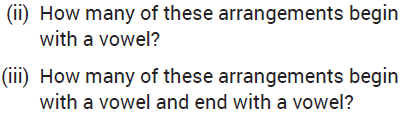 (ii) How many of these arrangements begin
with a vowel?
(iii) How many of these arrangements begin
with a vowel and end with a vowel?